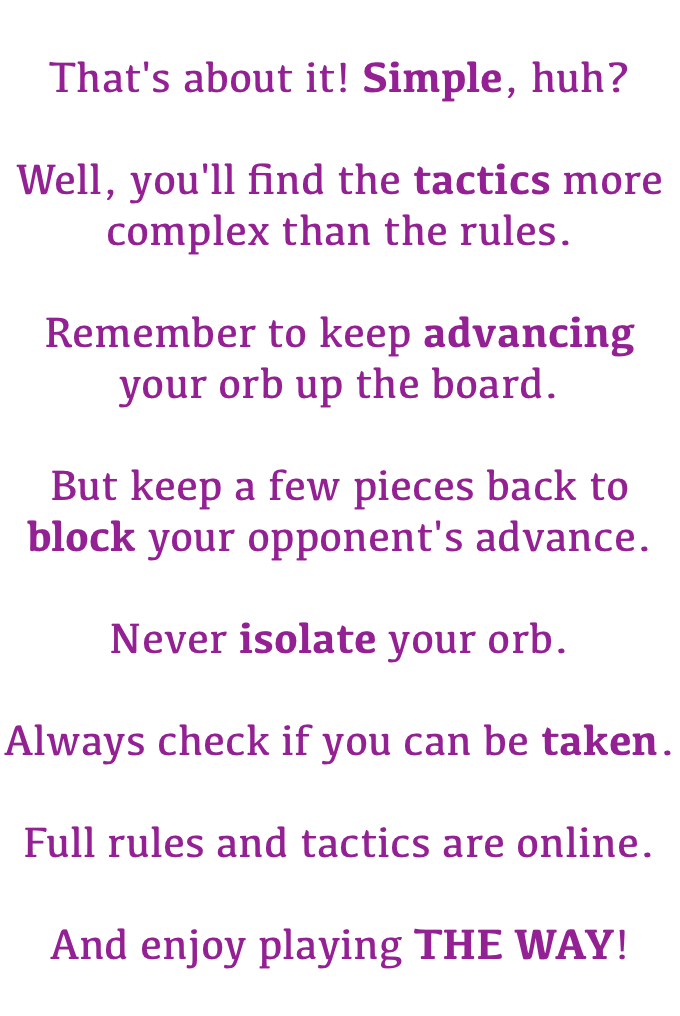 That's about it! Simple, huh?
Well, you'll find the tactics more
complex than the rules.
Remember to keep advancing
your orb up the board.
But keep a few pieces back to
block your opponent's advance.
Never isolate your orb.
Always check if you can be taken.
Full rules and tactics are online.
And enjoy playing THE WAY!